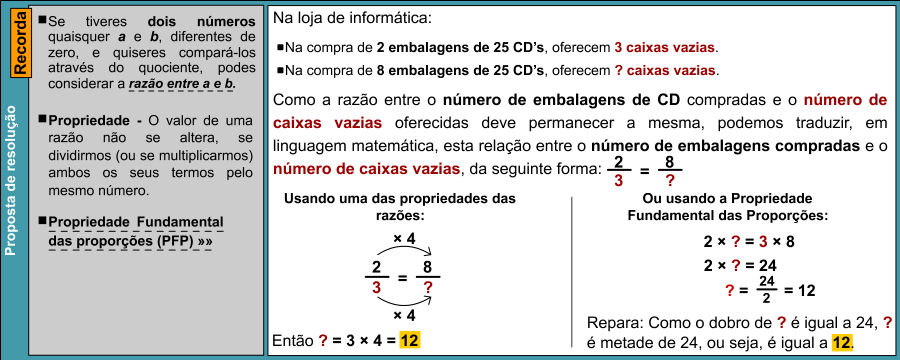 Proposta de resolução
Recorda
■Se tiveres dois números
quaisquer a e b, diferentes de
zero, e quiseres compará-los
através do quociente, podes
considerar a razão entre a e b.
■Propriedade - O valor de uma
razão não se altera, se
dividirmos (ou se multiplicarmos)
ambos os seus termos pelo
mesmo número.
■Propriedade Fundamental
das proporções (PFP) »»
Na loja de informática:
■Na compra de 2 embalagens de 25 CD's, oferecem 3 caixas vazias.
■Na compra de 8 embalagens de 25 CD's, oferecem ? caixas vazias.
Como a razão entre o número de embalagens de CD compradas e o número de
caixas vazias oferecidas deve permanecer a mesma, podemos traduzir, em
linguagem matemática, esta relação entre o número de embalagens compradas e o
número de caixas vazias, da seguinte forma: 2/3 = 8/?
Usando uma das propriedades das
razões:
× 4
2/3 = 8/?
× 4
Então ? = 3 × 4 = 12
Ou usando a Propriedade
Fundamental das Proporções:
2 × ? = 3 × 8
2 × ? = 24
? = 24/2 = 12
Repara: Como o dobro de ? é igual a 24, ?
é metade de 24, ou seja, é igual a 12.